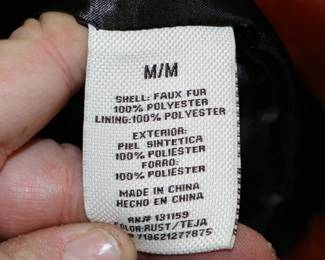 M/M
SHELL: FAUX FUR
100% POLYESTER
LINING:100% POLYESTER
EXTERIOR:
PIEL SINTETICA
100% POLIESTER
FORRO:
100% POLIESTER
MADE IN CHINA
HECHO EN CHINA
RN# 131159
COLOR:RUST/TEJA
718621277875